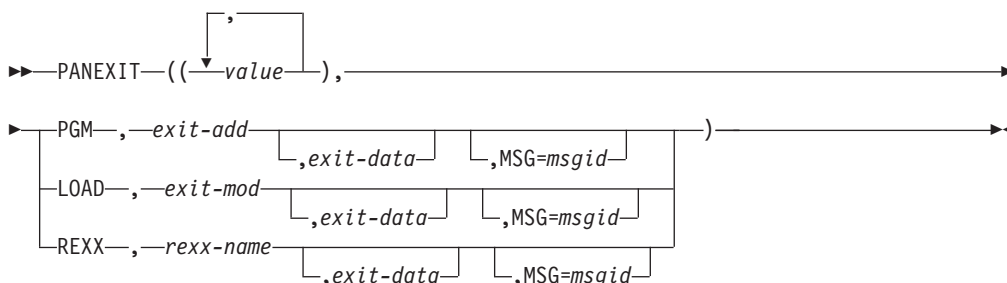 ,
PANEXIT ((value),
PGM , exit-add ,exit-data ,MSG=msgid )
LOAD , exit-mod ,exit-data ,MSG=msgid
REXX , rexx-name ,exit-data ,MSG=msgid